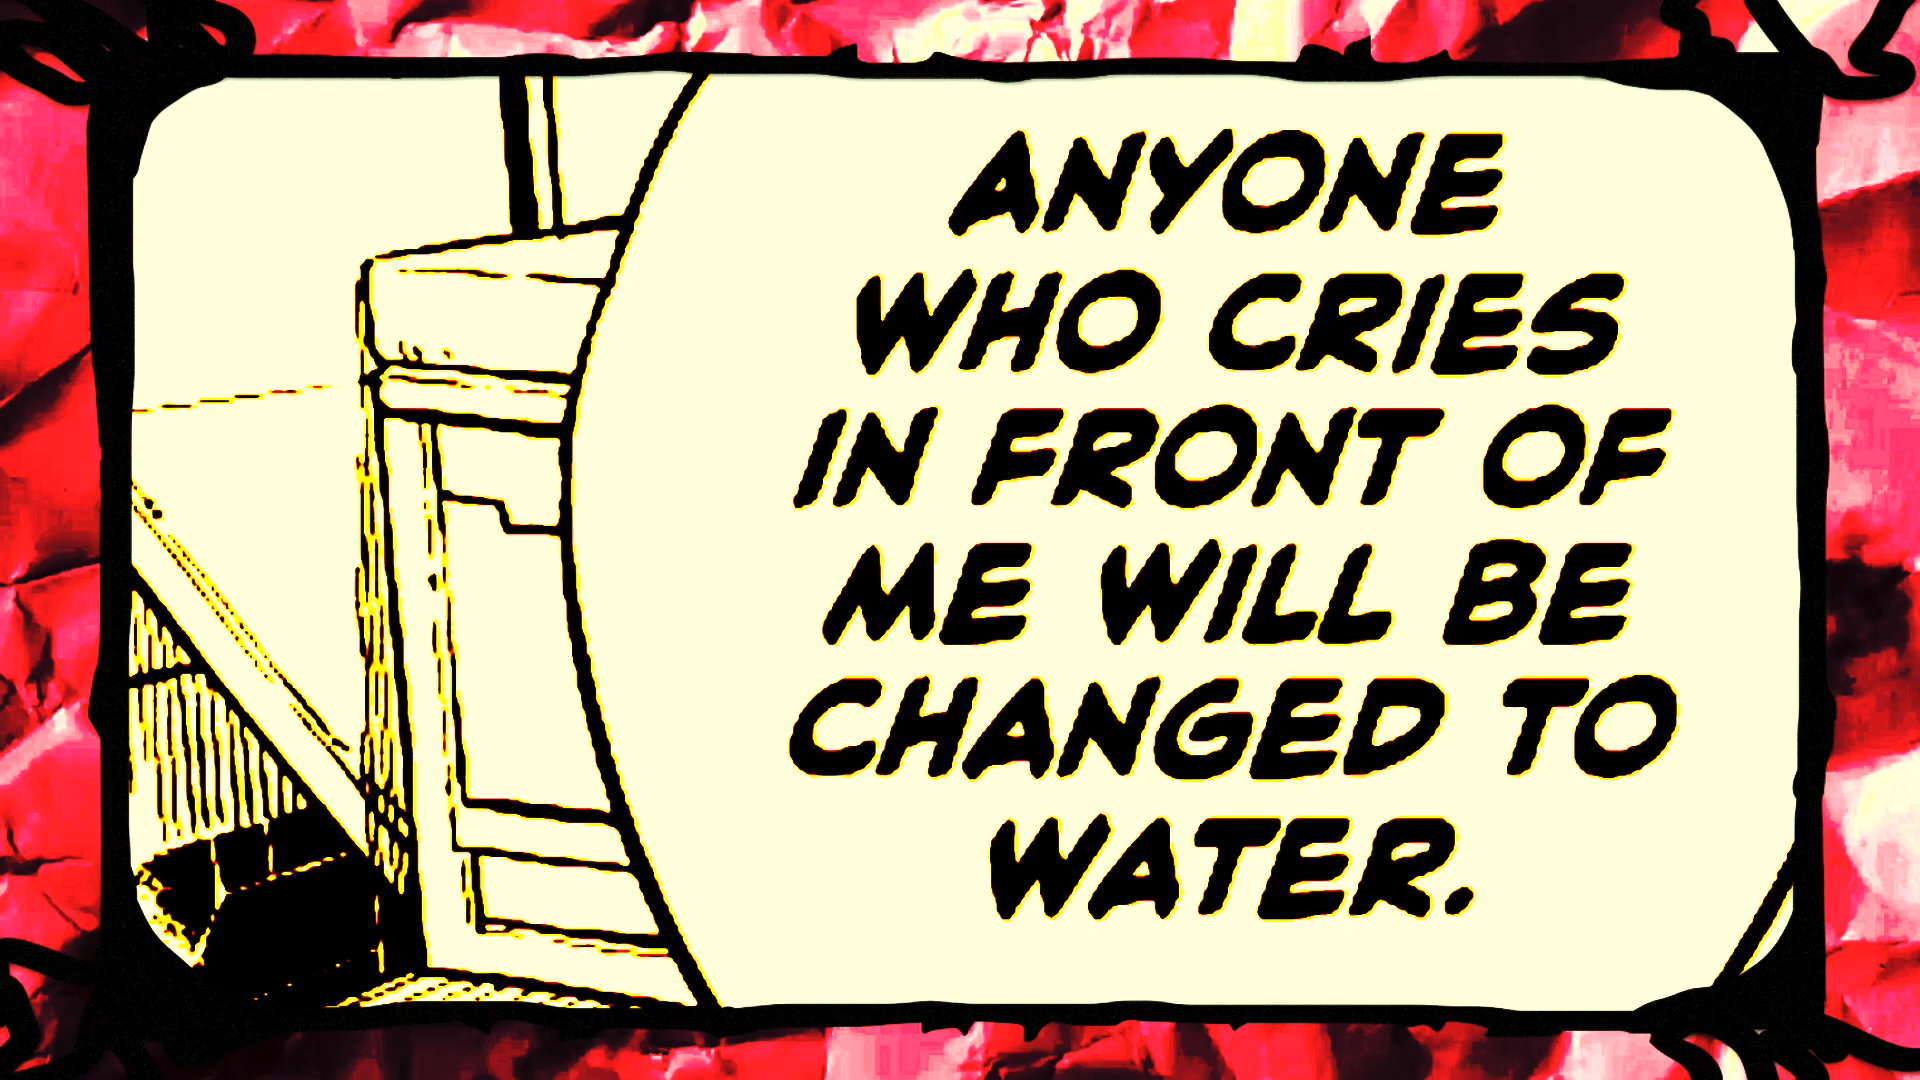 ANYONE
WHO CRIES
IN FRONT OF
ME WILL BE
CHANGED TO
WATER.